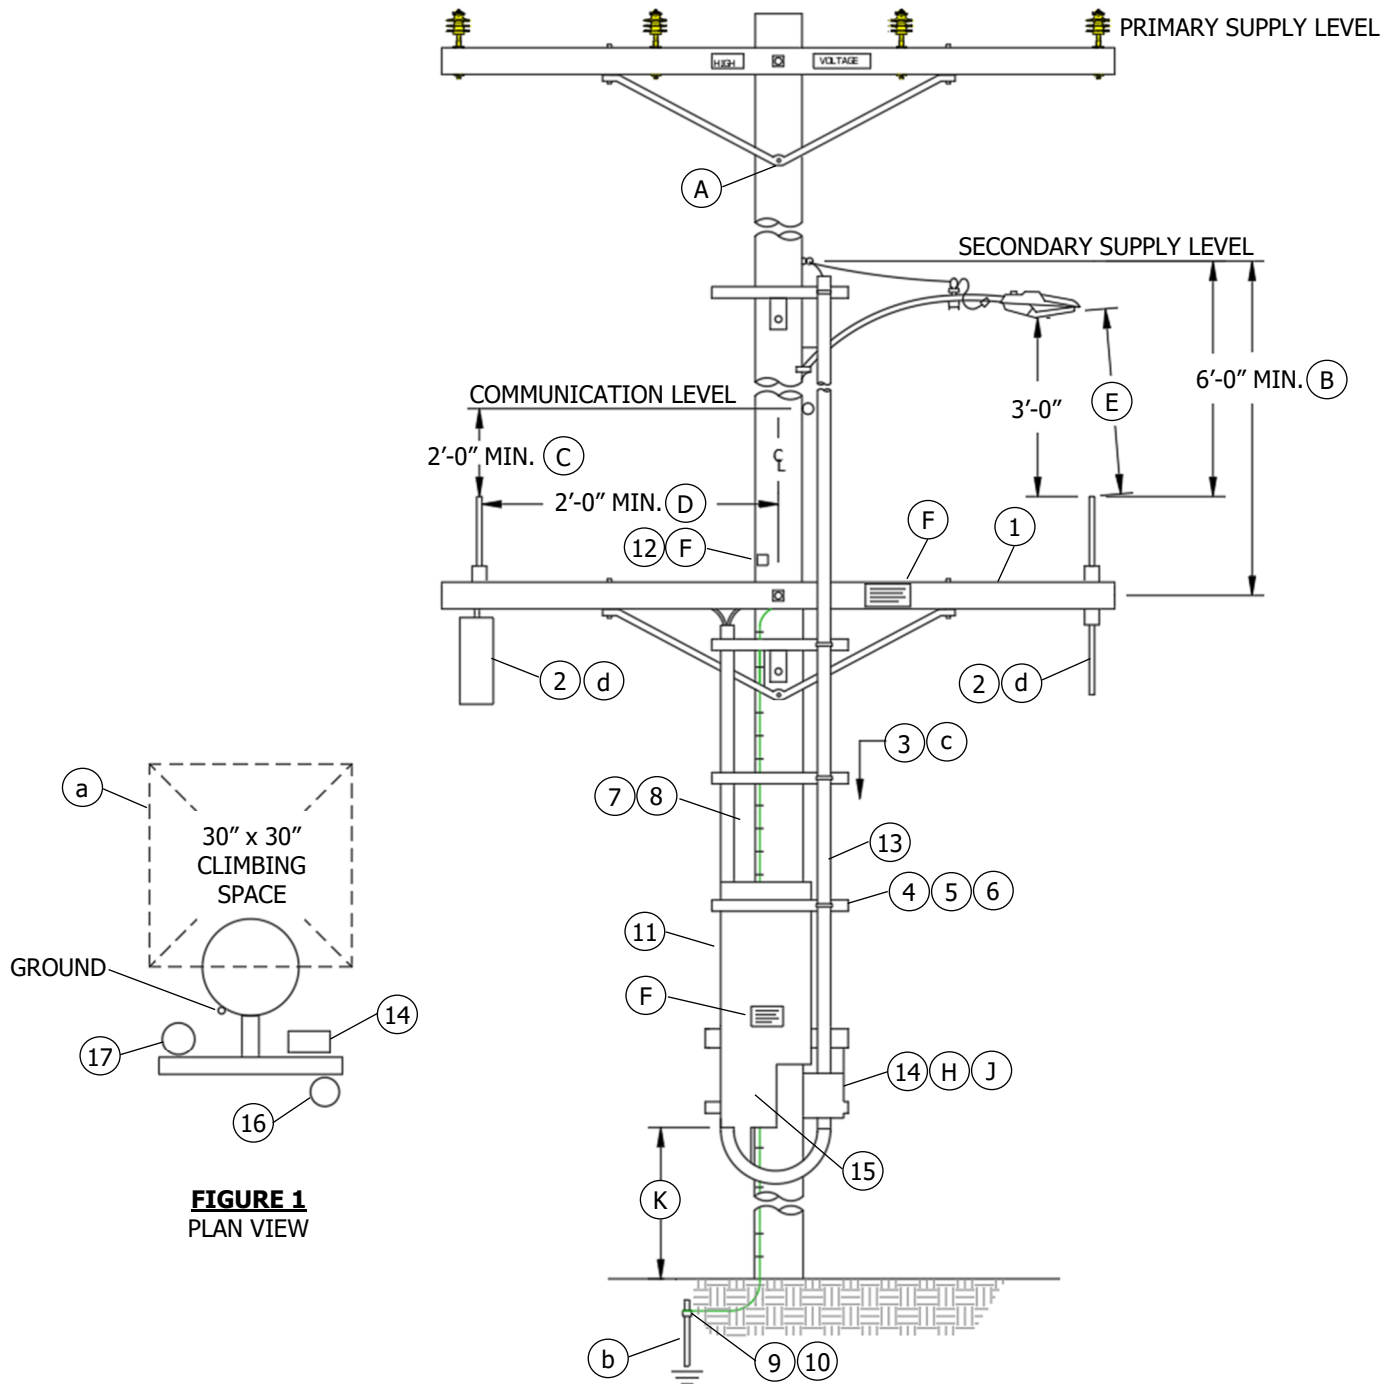 PRIMARY SUPPLY LEVEL
HIGH VOLTAGE
A
SECONDARY SUPPLY LEVEL
6'-0" MIN. B
COMMUNICATION LEVEL
3'-0" E
2'-0" MIN. C
CL
2'-0" MIN. D
F
1
12 F
2 d
2 d
3 c
a
7 8
30" x 30"
CLIMBING
SPACE
13
4 5 6
11
GROUND
F
14
17
14 H J
16
15
K
FIGURE 1
PLAN VIEW
b
9 10